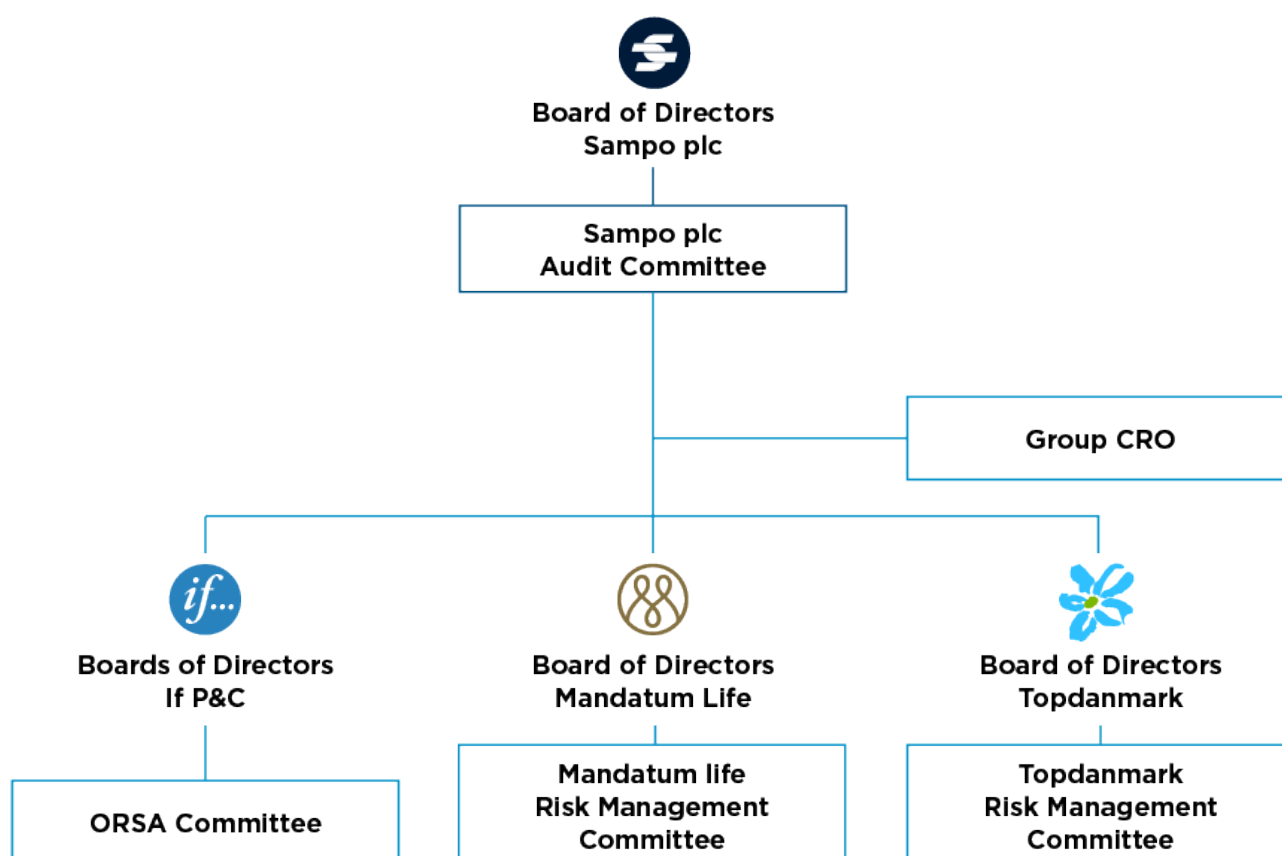 Board of Directors
Sampo plc
Sampo plc
Audit Committee
Group CRO
if...
Boards of Directors
If P&C
Board of Directors
Mandatum Life
Board of Directors
Topdanmark
ORSA Committee
Mandatum life
Risk Management
Committee
Topdanmark
Risk Management
Committee